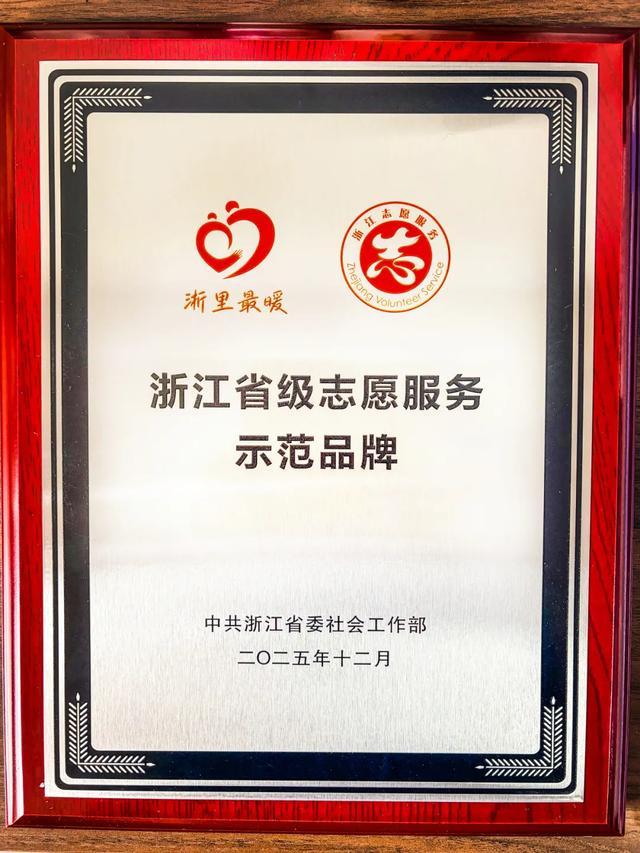 浙里最暖
浙江志愿服务
志
Zhejiang Volunteer Service
浙江省级志愿服务
示范品牌
中共浙江省委社会工作部
二〇二五年十二月